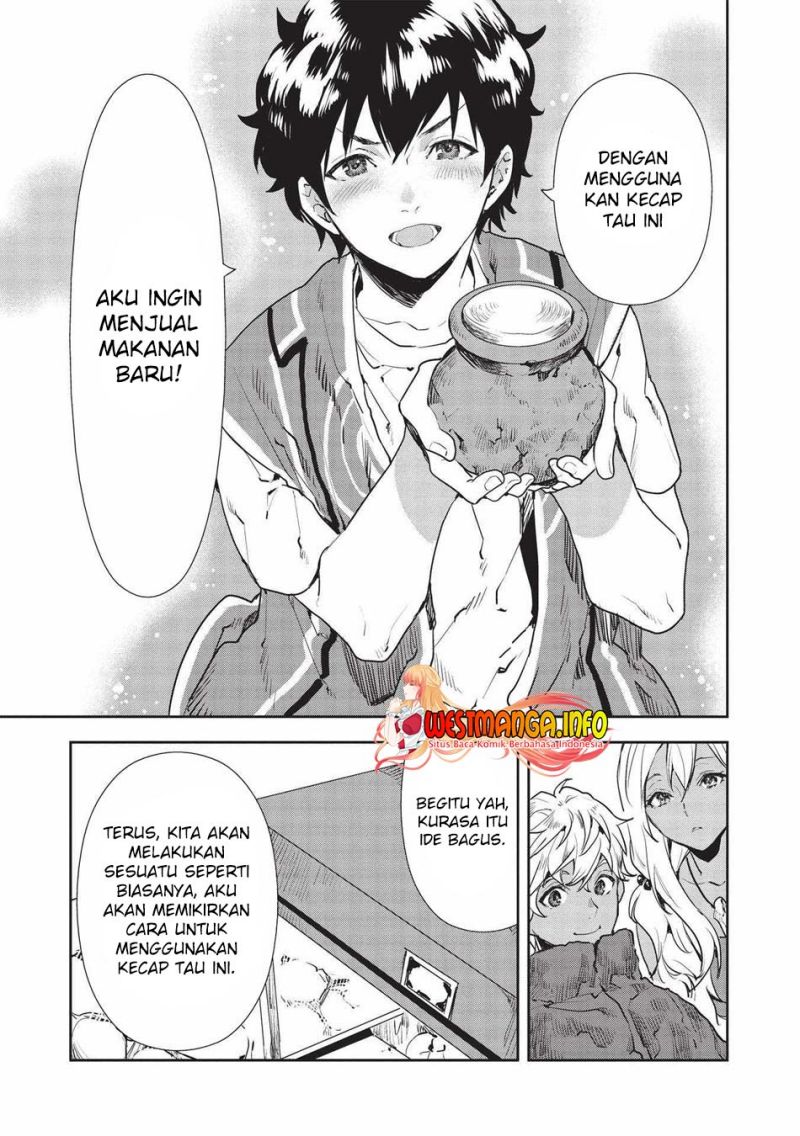 DENGAN
MENGGUNA
KAN KECAP
TAU INI
AKU INGIN
MENJUAL
MAKANAN
BARU!
WESTMANGA.INFO
Situs Baca Komik Berbahasa Indonesia
BEGITU YAH,
KURASA ITU
IDE BAGUS.
TERUS, KITA AKAN
MELAKUKAN
SESUATU SEPERTI
BIASANYA, AKU
AKAN MEMIKIRKAN
CARA UNTUK
MENGGUNAKAN
KECAP TAU INI.